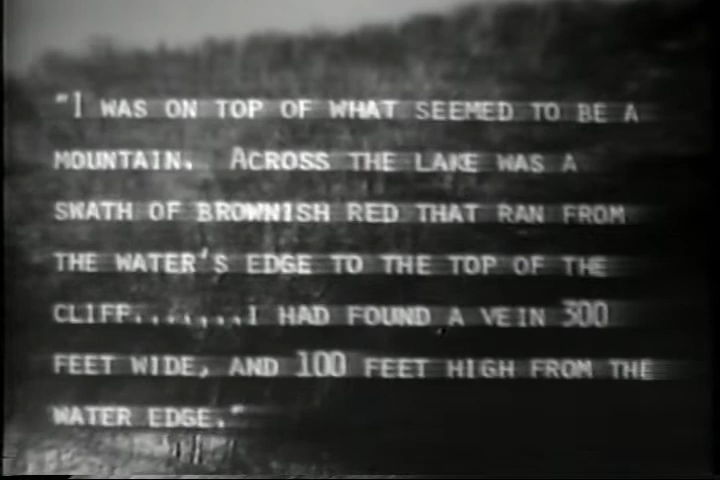 "I WAS ON TOP OF WHAT SEEMED TO BE A
MOUNTAIN. ACROSS THE LAKE WAS A
SWATH OF BROWNISH RED THAT RAN FROM
THE WATER'S EDGE TO THE TOP OF THE
CLIFF.......I HAD FOUND A VEIN 300
FEET WIDE, AND 100 FEET HIGH FROM THE
WATER EDGE."